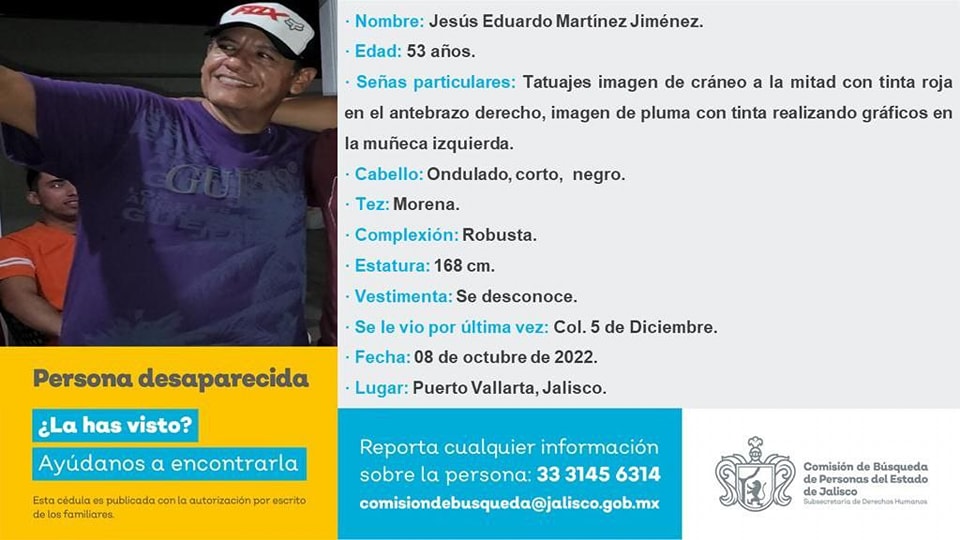 FOX
GUE
· Nombre: Jesús Eduardo Martínez Jiménez.
· Edad: 53 años.
· Señas particulares: Tatuajes imagen de cráneo a la mitad con tinta roja
en el antebrazo derecho, imagen de pluma con tinta realizando gráficos en
la muñeca izquierda.
· Cabello: Ondulado, corto, negro.
· Tez: Morena.
· Complexión: Robusta.
· Estatura: 168 cm.
· Vestimenta: Se desconoce.
· Se le vio por última vez: Col. 5 de Diciembre.
· Fecha: 08 de octubre de 2022.
· Lugar: Puerto Vallarta, Jalisco.
Persona desaparecida
¿La has visto?
Ayúdanos a encontrarla
Esta cédula es publicada con la autorización por escrito
de los familiares.
Reporta cualquier información
sobre la persona: 33 3145 6314
comisiondebusqueda@jalisco.gob.mx
Comisión de Búsqueda
de Personas del Estado
de Jalisco
Subsecretaría de Derechos Humanos